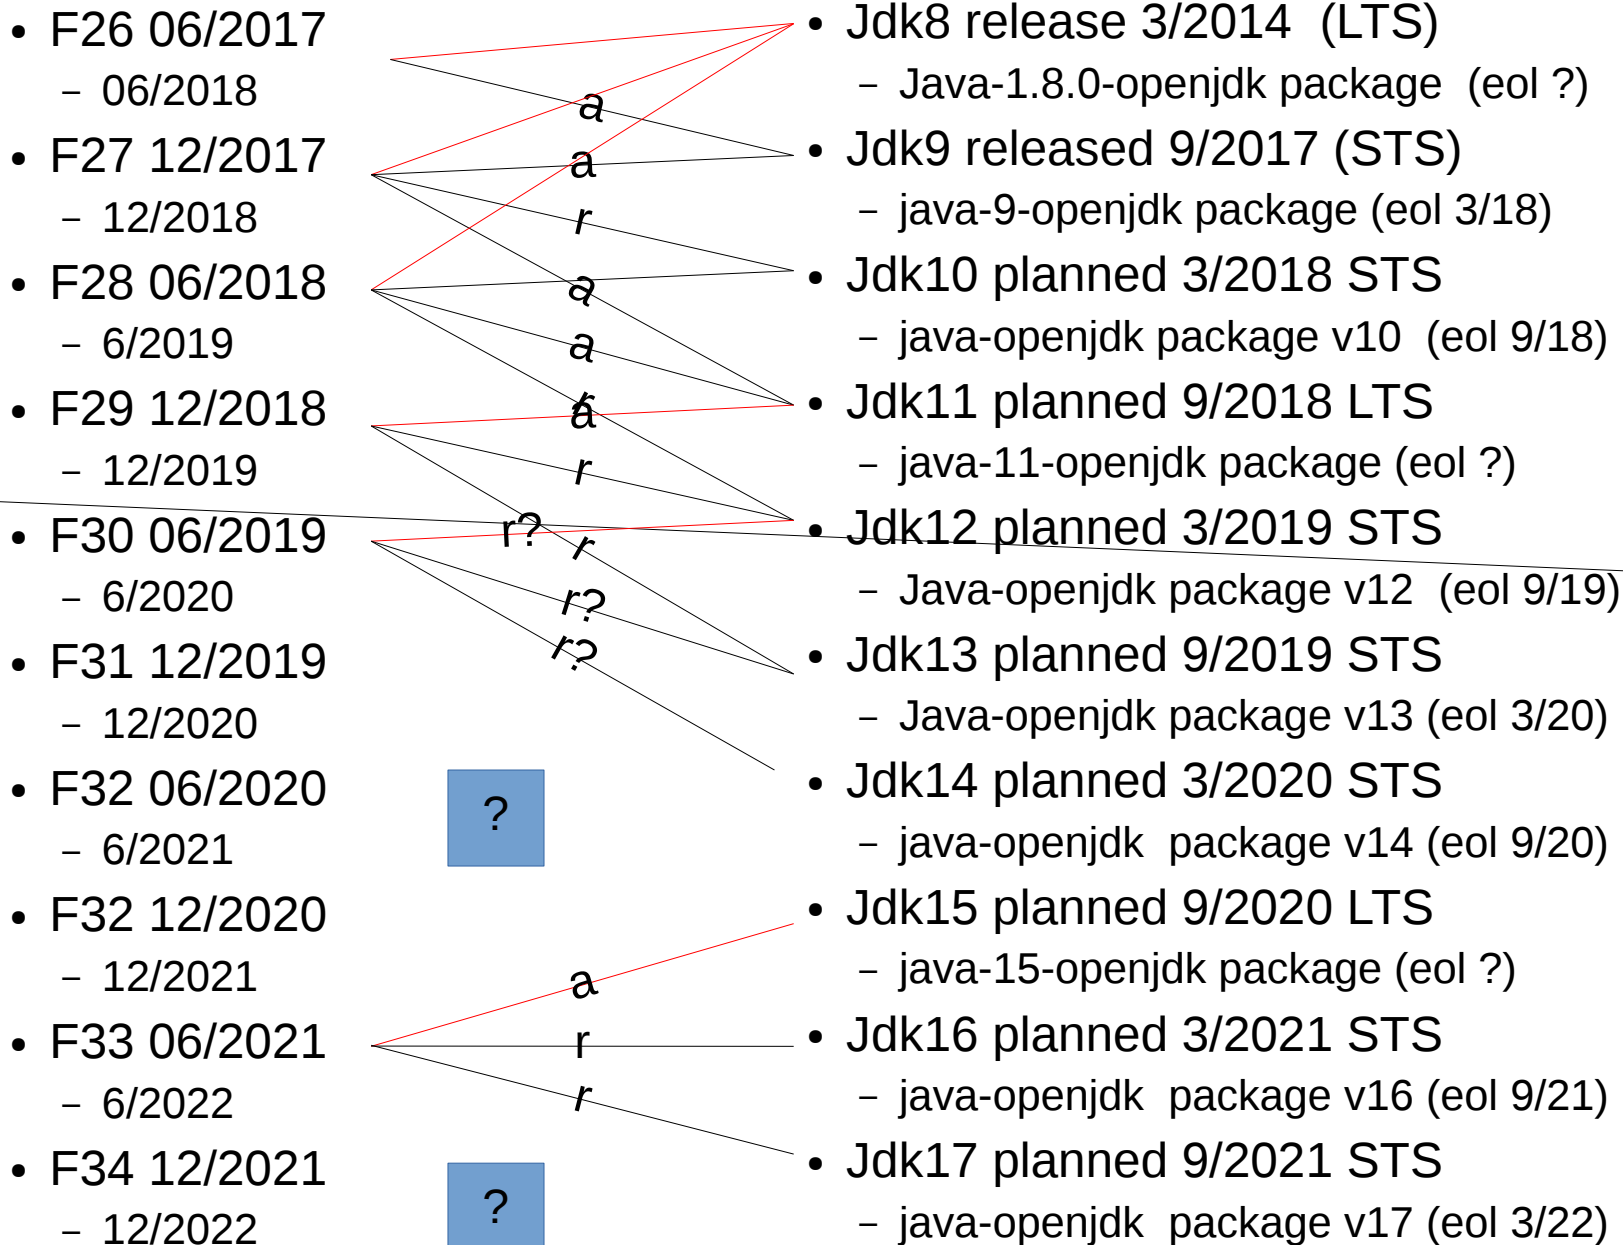 • F26 06/2017
– 06/2018
• F27 12/2017
– 12/2018
• F28 06/2018
– 6/2019
• F29 12/2018
– 12/2019
• F30 06/2019
– 6/2020
• F31 12/2019
– 12/2020
• F32 06/2020
– 6/2021
• F32 12/2020
– 12/2021
• F33 06/2021
– 6/2022
• F34 12/2021
– 12/2022
a
a
r
a
a
r
a
r
r?
r
r?
r?
?
a
r
r
?
• Jdk8 release 3/2014 (LTS)
– Java-1.8.0-openjdk package (eol ?)
• Jdk9 released 9/2017 (STS)
– java-9-openjdk package (eol 3/18)
• Jdk10 planned 3/2018 STS
– java-openjdk package v10 (eol 9/18)
• Jdk11 planned 9/2018 LTS
– java-11-openjdk package (eol ?)
• Jdk12 planned 3/2019 STS
– Java-openjdk package v12 (eol 9/19)
• Jdk13 planned 9/2019 STS
– Java-openjdk package v13 (eol 3/20)
• Jdk14 planned 3/2020 STS
– java-openjdk package v14 (eol 9/20)
• Jdk15 planned 9/2020 LTS
– java-15-openjdk package (eol ?)
• Jdk16 planned 3/2021 STS
– java-openjdk package v16 (eol 9/21)
• Jdk17 planned 9/2021 STS
– java-openjdk package v17 (eol 3/22)